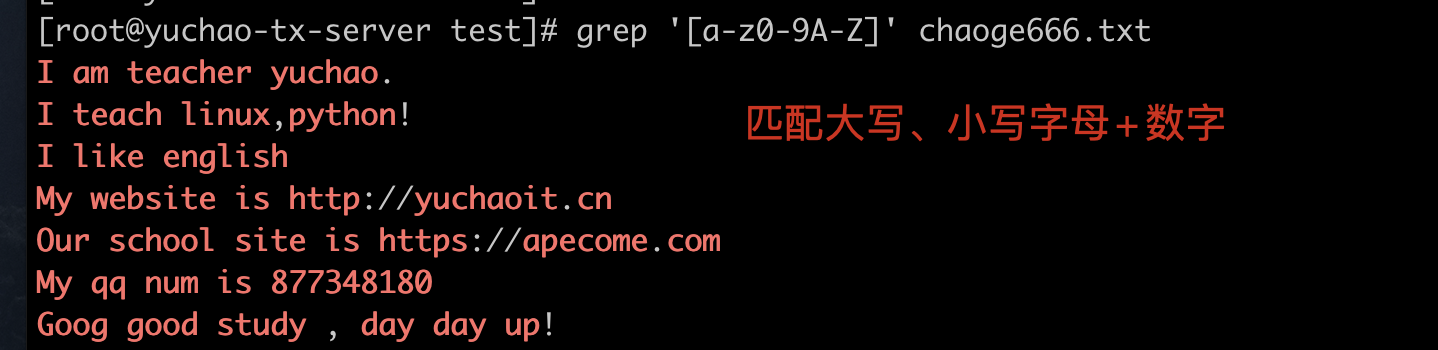 [root@yuchao-tx-server test]# grep '[a-z0-9A-Z]' chaoge666.txt
I am teacher yuchao.
I teach linux,python!
匹配大写、小写字母+数字
I like english
My website is http://yuchaoit.cn
Our school site is https://apecome.com
My qq num is 877348180
Goog good study , day day up!